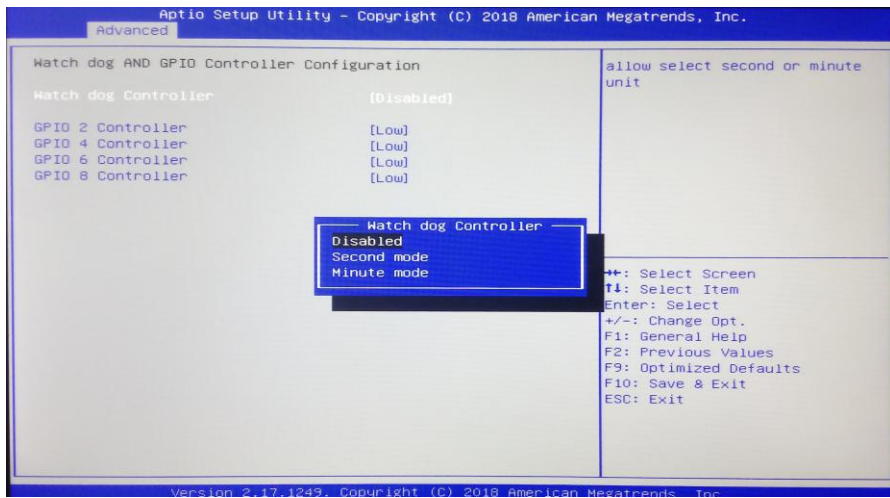 Aptio Setup Utility – Copyright (C) 2018 American Megatrends, Inc.
Advanced
Watch dog AND GPIO Controller Configuration
Watch dog Controller [Disabled]
GPIO 2 Controller [Low]
GPIO 4 Controller [Low]
GPIO 6 Controller [Low]
GPIO 8 Controller [Low]
Watch dog Controller
Disabled
Second mode
Minute mode
allow select second or minute
unit
→←: Select Screen
↑↓: Select Item
Enter: Select
+/-: Change Opt.
F1: General Help
F2: Previous Values
F9: Optimized Defaults
F10: Save & Exit
ESC: Exit
Version 2.17.1249. Copyright (C) 2018 American Megatrends, Inc.